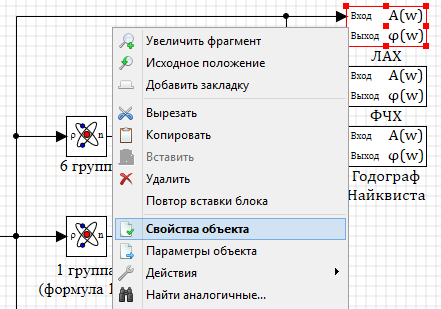 Вход A(w)
Выход φ(w)
ЛАХ
Вход A(w)
Выход φ(w)
ФЧХ
Вход A(w)
Выход φ(w)
Годограф
Найквиста
Увеличить фрагмент
Исходное положение
Добавить закладку
Вырезать
Копировать
Вставить
Удалить
Повтор вставки блока
Свойства объекта
Параметры объекта
Действия
Найти аналогичные...
ρ n
6 групп
ρ n
1 группа
(формула 1